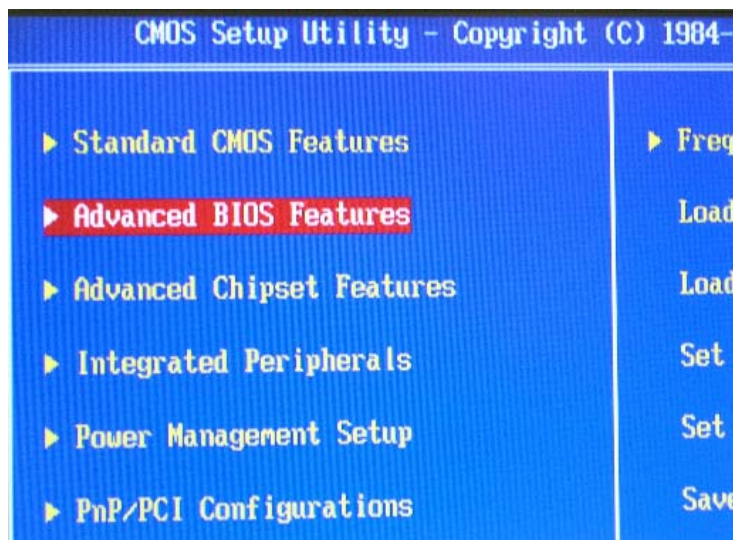 CMOS Setup Utility - Copyright (C) 1984-
▶ Standard CMOS Features
▶ Advanced BIOS Features
▶ Advanced Chipset Features
▶ Integrated Peripherals
▶ Power Management Setup
▶ PnP/PCI Configurations
▶ Freq
Load
Load
Set
Set
Save